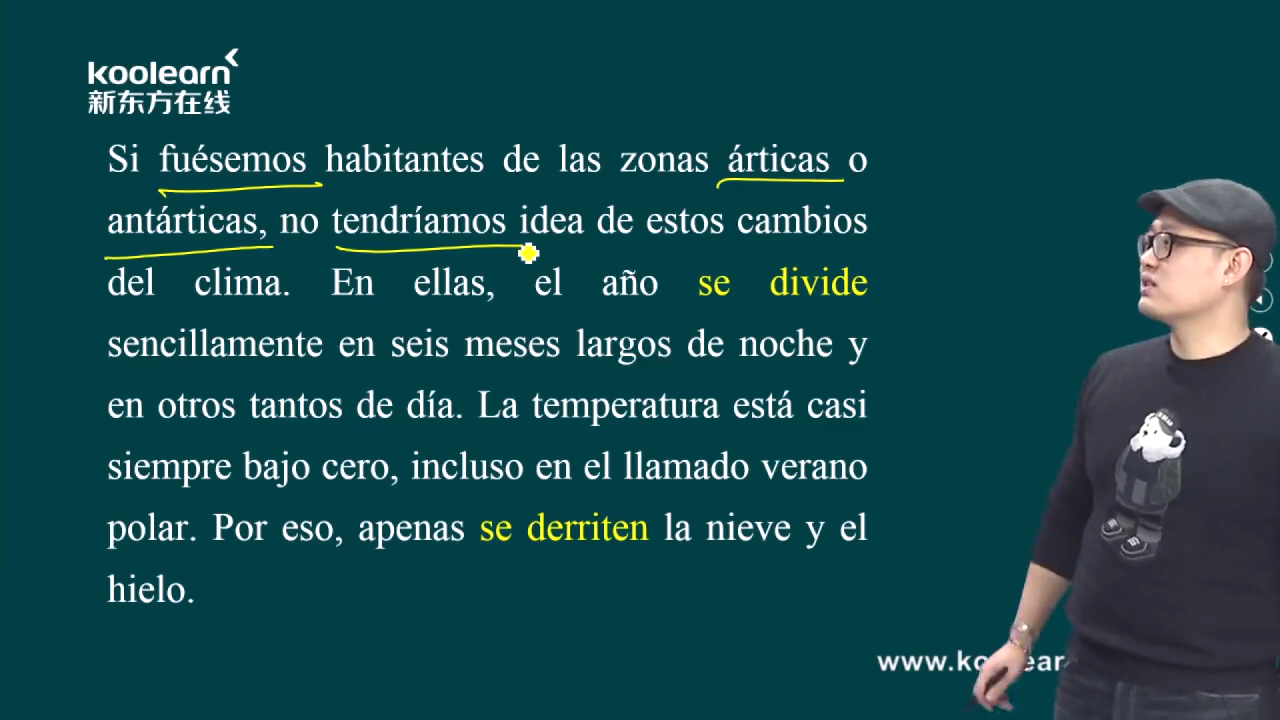 koolearn
新东方在线
Si fuésemos habitantes de las zonas árticas o
antárticas, no tendríamos idea de estos cambios
del clima. En ellas, el año se divide
sencillamente en seis meses largos de noche y
en otros tantos de día. La temperatura está casi
siempre bajo cero, incluso en el llamado verano
polar. Por eso, apenas se derriten la nieve y el
hielo.